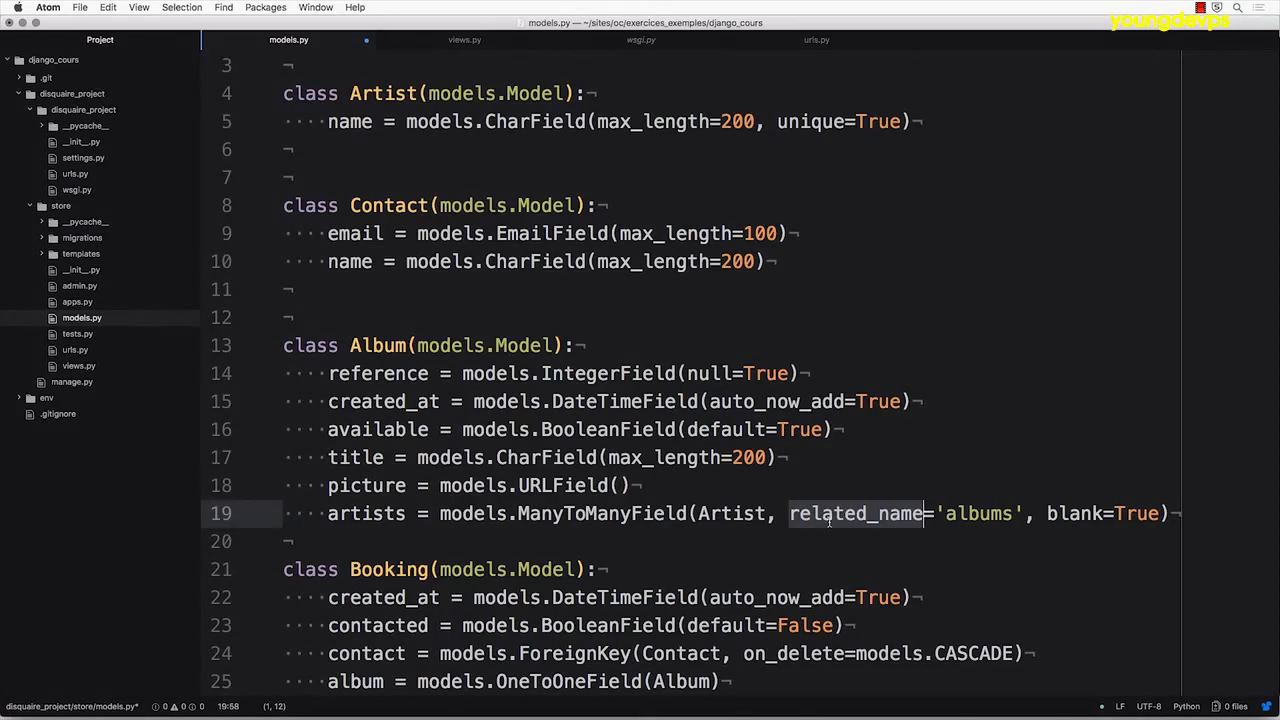 Atom File Edit View Selection Find Packages Window Help
models.py — ~/sites/oc/exercices_exemples/django_cours
youngdevps
Project
models.py views.py wsgi.py urls.py
django_cours
.git
disquaire_project
disquaire_project
__pycache__
__init__.py
settings.py
urls.py
wsgi.py
store
__pycache__
migrations
templates
__init__.py
admin.py
apps.py
models.py
tests.py
urls.py
views.py
manage.py
env
.gitignore
3 ¬
4 class Artist(models.Model):¬
5 ····name = models.CharField(max_length=200, unique=True)¬
6 ¬
7 ¬
8 class Contact(models.Model):¬
9 ····email = models.EmailField(max_length=100)¬
10 ····name = models.CharField(max_length=200)¬
11 ¬
12 ¬
13 class Album(models.Model):¬
14 ····reference = models.IntegerField(null=True)¬
15 ····created_at = models.DateTimeField(auto_now_add=True)¬
16 ····available = models.BooleanField(default=True)¬
17 ····title = models.CharField(max_length=200)¬
18 ····picture = models.URLField()¬
19 ····artists = models.ManyToManyField(Artist, related_name='albums', blank=True)¬
20 ¬
21 class Booking(models.Model):¬
22 ····created_at = models.DateTimeField(auto_now_add=True)¬
23 ····contacted = models.BooleanField(default=False)¬
24 ····contact = models.ForeignKey(Contact, on_delete=models.CASCADE)¬
25 ····album = models.OneToOneField(Album)¬
disquaire_project/store/models.py* 0 0 0 19:58 (1, 12) LF UTF-8 Python 0 files